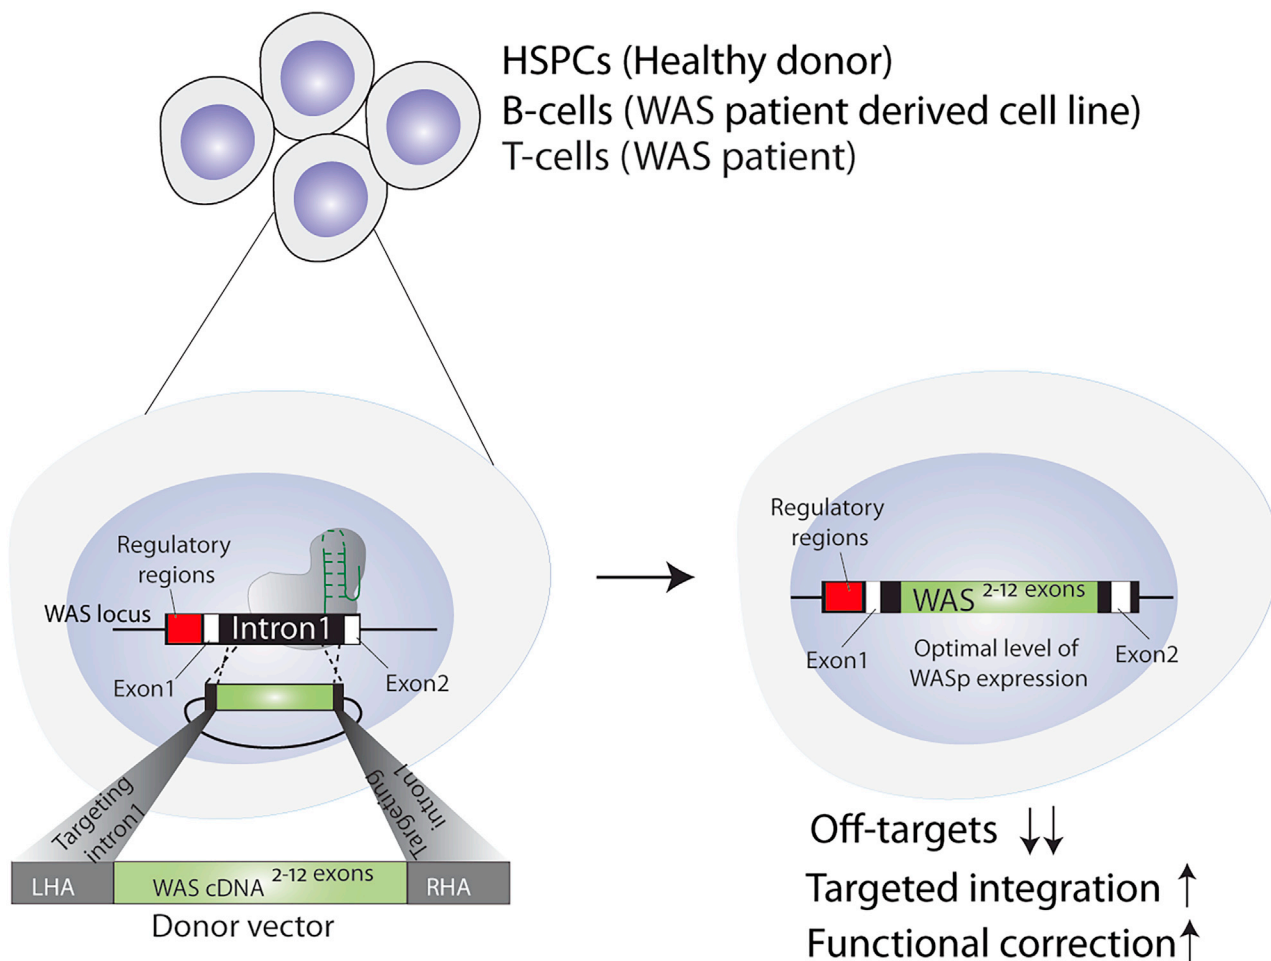 HSPCs (Healthy donor)
B-cells (WAS patient derived cell line)
T-cells (WAS patient)
Regulatory
regions
WAS locus
Intron1
Exon1
Exon2
Targeting
intron1
Targeting
intron1
LHA
WAS cDNA 2-12 exons
RHA
Donor vector
Regulatory
regions
WAS 2-12 exons
Exon1
Optimal level of
WASp expression
Exon2
Off-targets ↓↓
Targeted integration ↑
Functional correction ↑